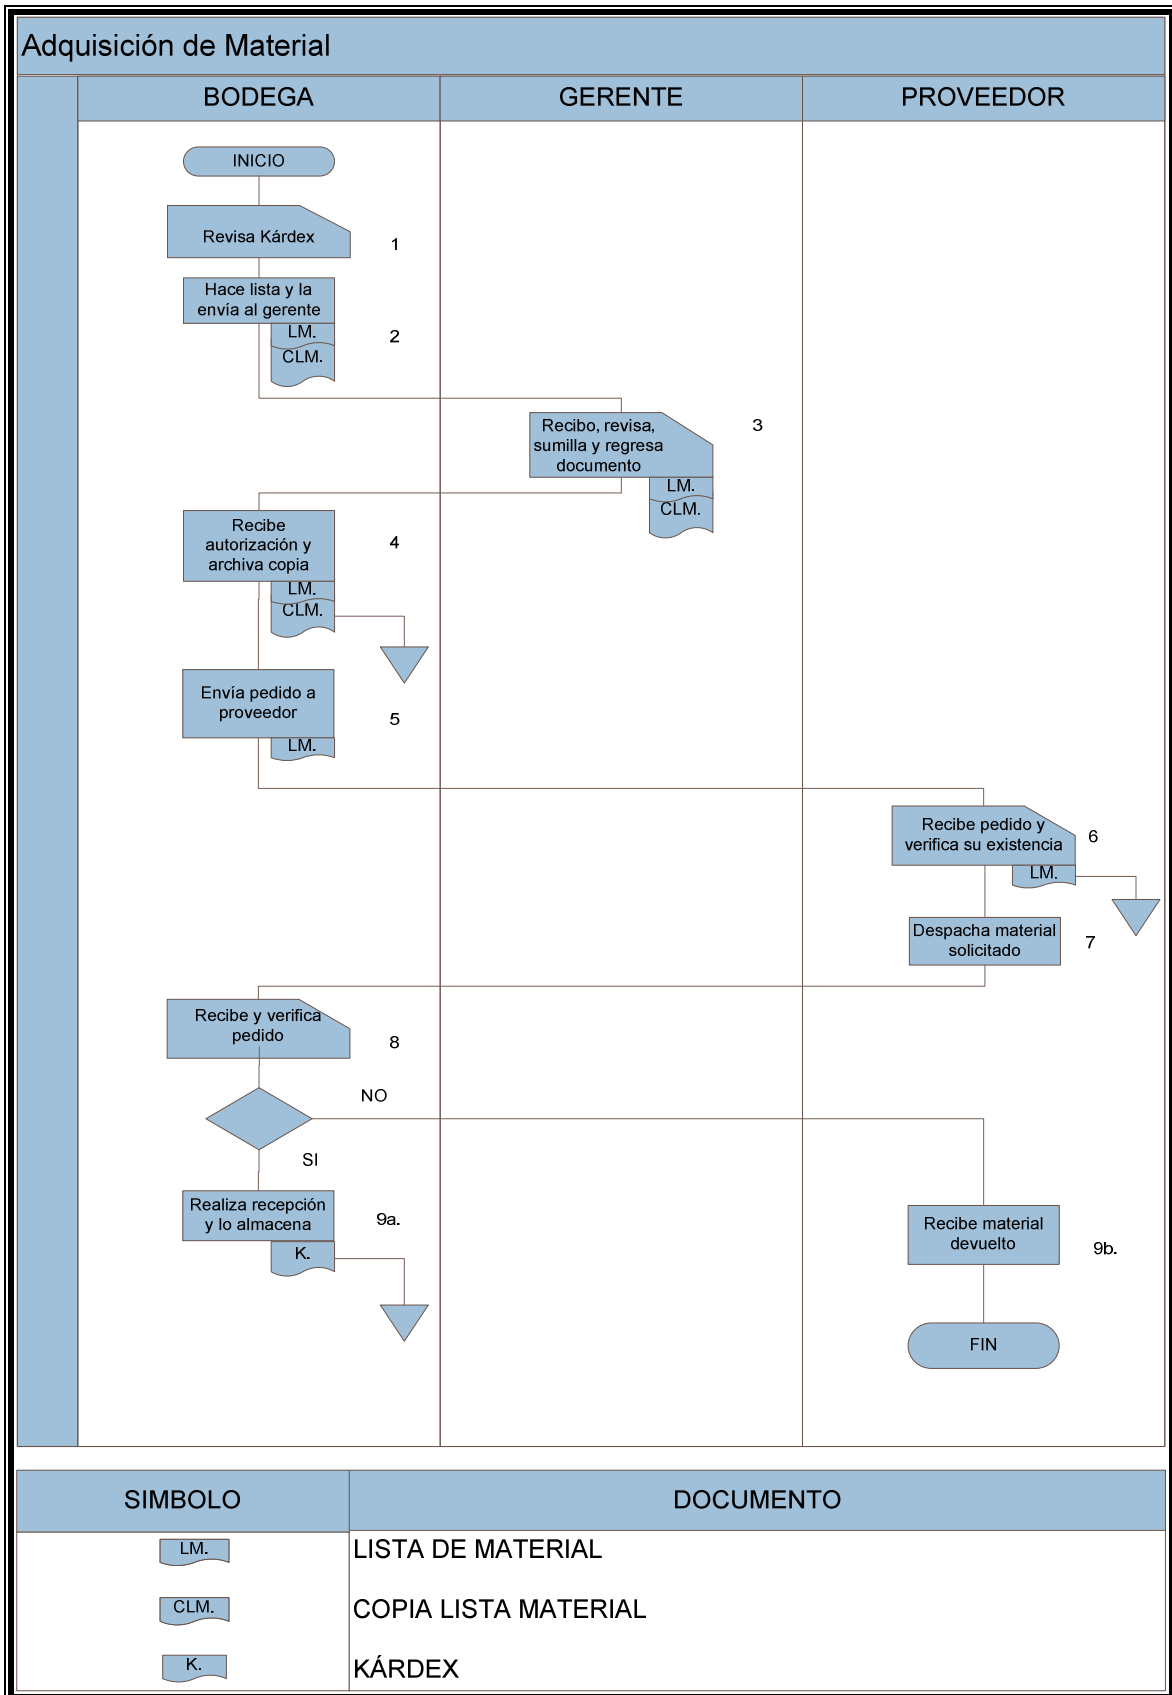 Adquisición de Material
BODEGA
GERENTE
PROVEEDOR
INICIO
Revisa Kárdex
1
Hace lista y la
envía al gerente
LM.
CLM.
2
Recibo, revisa,
sumilla y regresa
documento
LM.
CLM.
3
Recibe
autorización y
archiva copia
LM.
CLM.
4
Envía pedido a
proveedor
LM.
5
Recibe pedido y
verifica su existencia
LM.
6
Despacha material
solicitado
7
Recibe y verifica
pedido
8
NO
SI
Realiza recepción
y lo almacena
K.
9a.
Recibe material
devuelto
9b.
FIN
SIMBOLO
DOCUMENTO
LM.
LISTA DE MATERIAL
CLM.
COPIA LISTA MATERIAL
K.
KÁRDEX